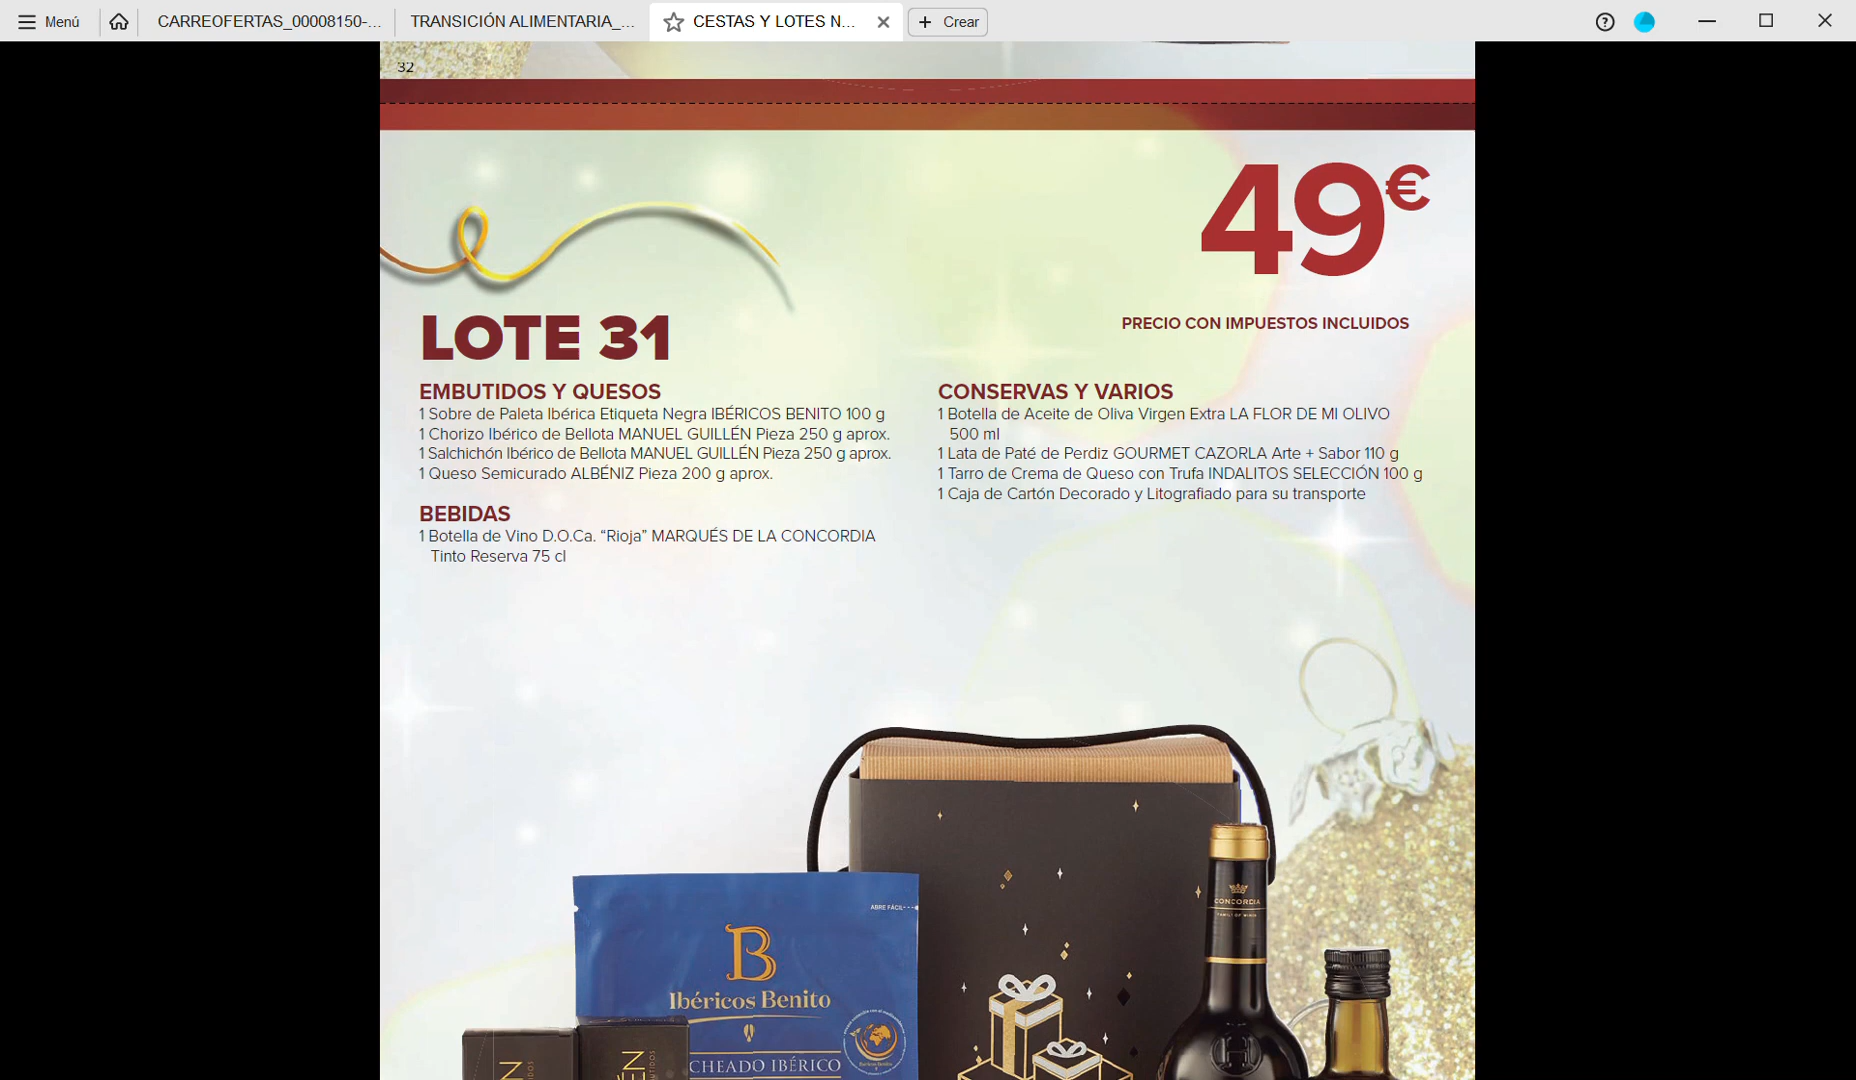 Menú
CARREOFERTAS_00008150-...
TRANSICIÓN ALIMENTARIA_...
CESTAS Y LOTES N...
Crear
32
49€
PRECIO CON IMPUESTOS INCLUIDOS
LOTE 31
EMBUTIDOS Y QUESOS
1 Sobre de Paleta Ibérica Etiqueta Negra IBÉRICOS BENITO 100 g
1 Chorizo Ibérico de Bellota MANUEL GUILLÉN Pieza 250 g aprox.
1 Salchichón Ibérico de Bellota MANUEL GUILLÉN Pieza 250 g aprox.
1 Queso Semicurado ALBÉNIZ Pieza 200 g aprox.
BEBIDAS
1 Botella de Vino D.O.Ca. “Rioja” MARQUÉS DE LA CONCORDIA
Tinto Reserva 75 cl
CONSERVAS Y VARIOS
1 Botella de Aceite de Oliva Virgen Extra LA FLOR DE MI OLIVO
500 ml
1 Lata de Paté de Perdiz GOURMET CAZORLA Arte + Sabor 110 g
1 Tarro de Crema de Queso con Trufa INDALITOS SELECCIÓN 100 g
1 Caja de Cartón Decorado y Litografiado para su transporte
ABRE FÁCIL
B
Ibéricos Benito
CHEADO IBÉRICO
CONCORDIA
H